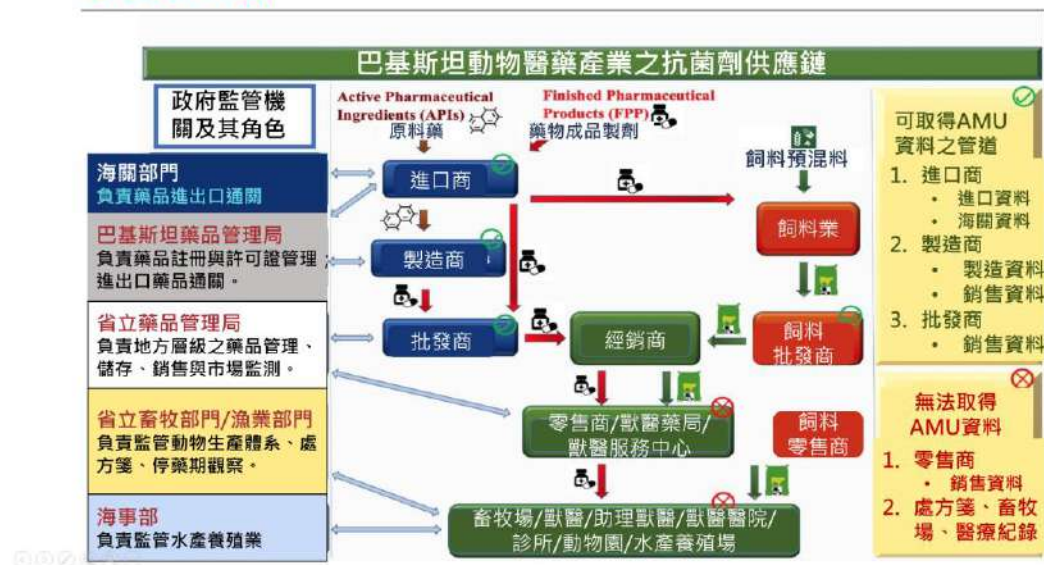 巴基斯坦動物醫藥產業之抗菌劑供應鏈
政府監管機
關及其角色
海關部門
負責藥品進出口通關
巴基斯坦藥品管理局
負責藥品註冊與許可證管理
進出口藥品通關。
省立藥品管理局
負責地方層級之藥品管理、
儲存、銷售與市場監測。
省立畜牧部門/漁業部門
負責監管動物生產體系、處
方箋、停藥期觀察。
海事部
負責監管水產養殖業
Active Pharmaceutical
Ingredients (APIs)
原料藥
Finished Pharmaceutical
Products (FPP)
藥物成品製劑
飼料預混料
進口商
飼料業
製造商
批發商
經銷商
飼料
批發商
零售商/獸醫藥局/
獸醫服務中心
飼料
零售商
畜牧場/獸醫/助理獸醫/獸醫醫院/
診所/動物園/水產養殖場
可取得AMU
資料之管道
1. 進口商
• 進口資料
• 海關資料
2. 製造商
• 製造資料
• 銷售資料
3. 批發商
• 銷售資料
無法取得
AMU資料
1. 零售商
• 銷售資料
2. 處方箋、畜牧
場、醫療紀錄